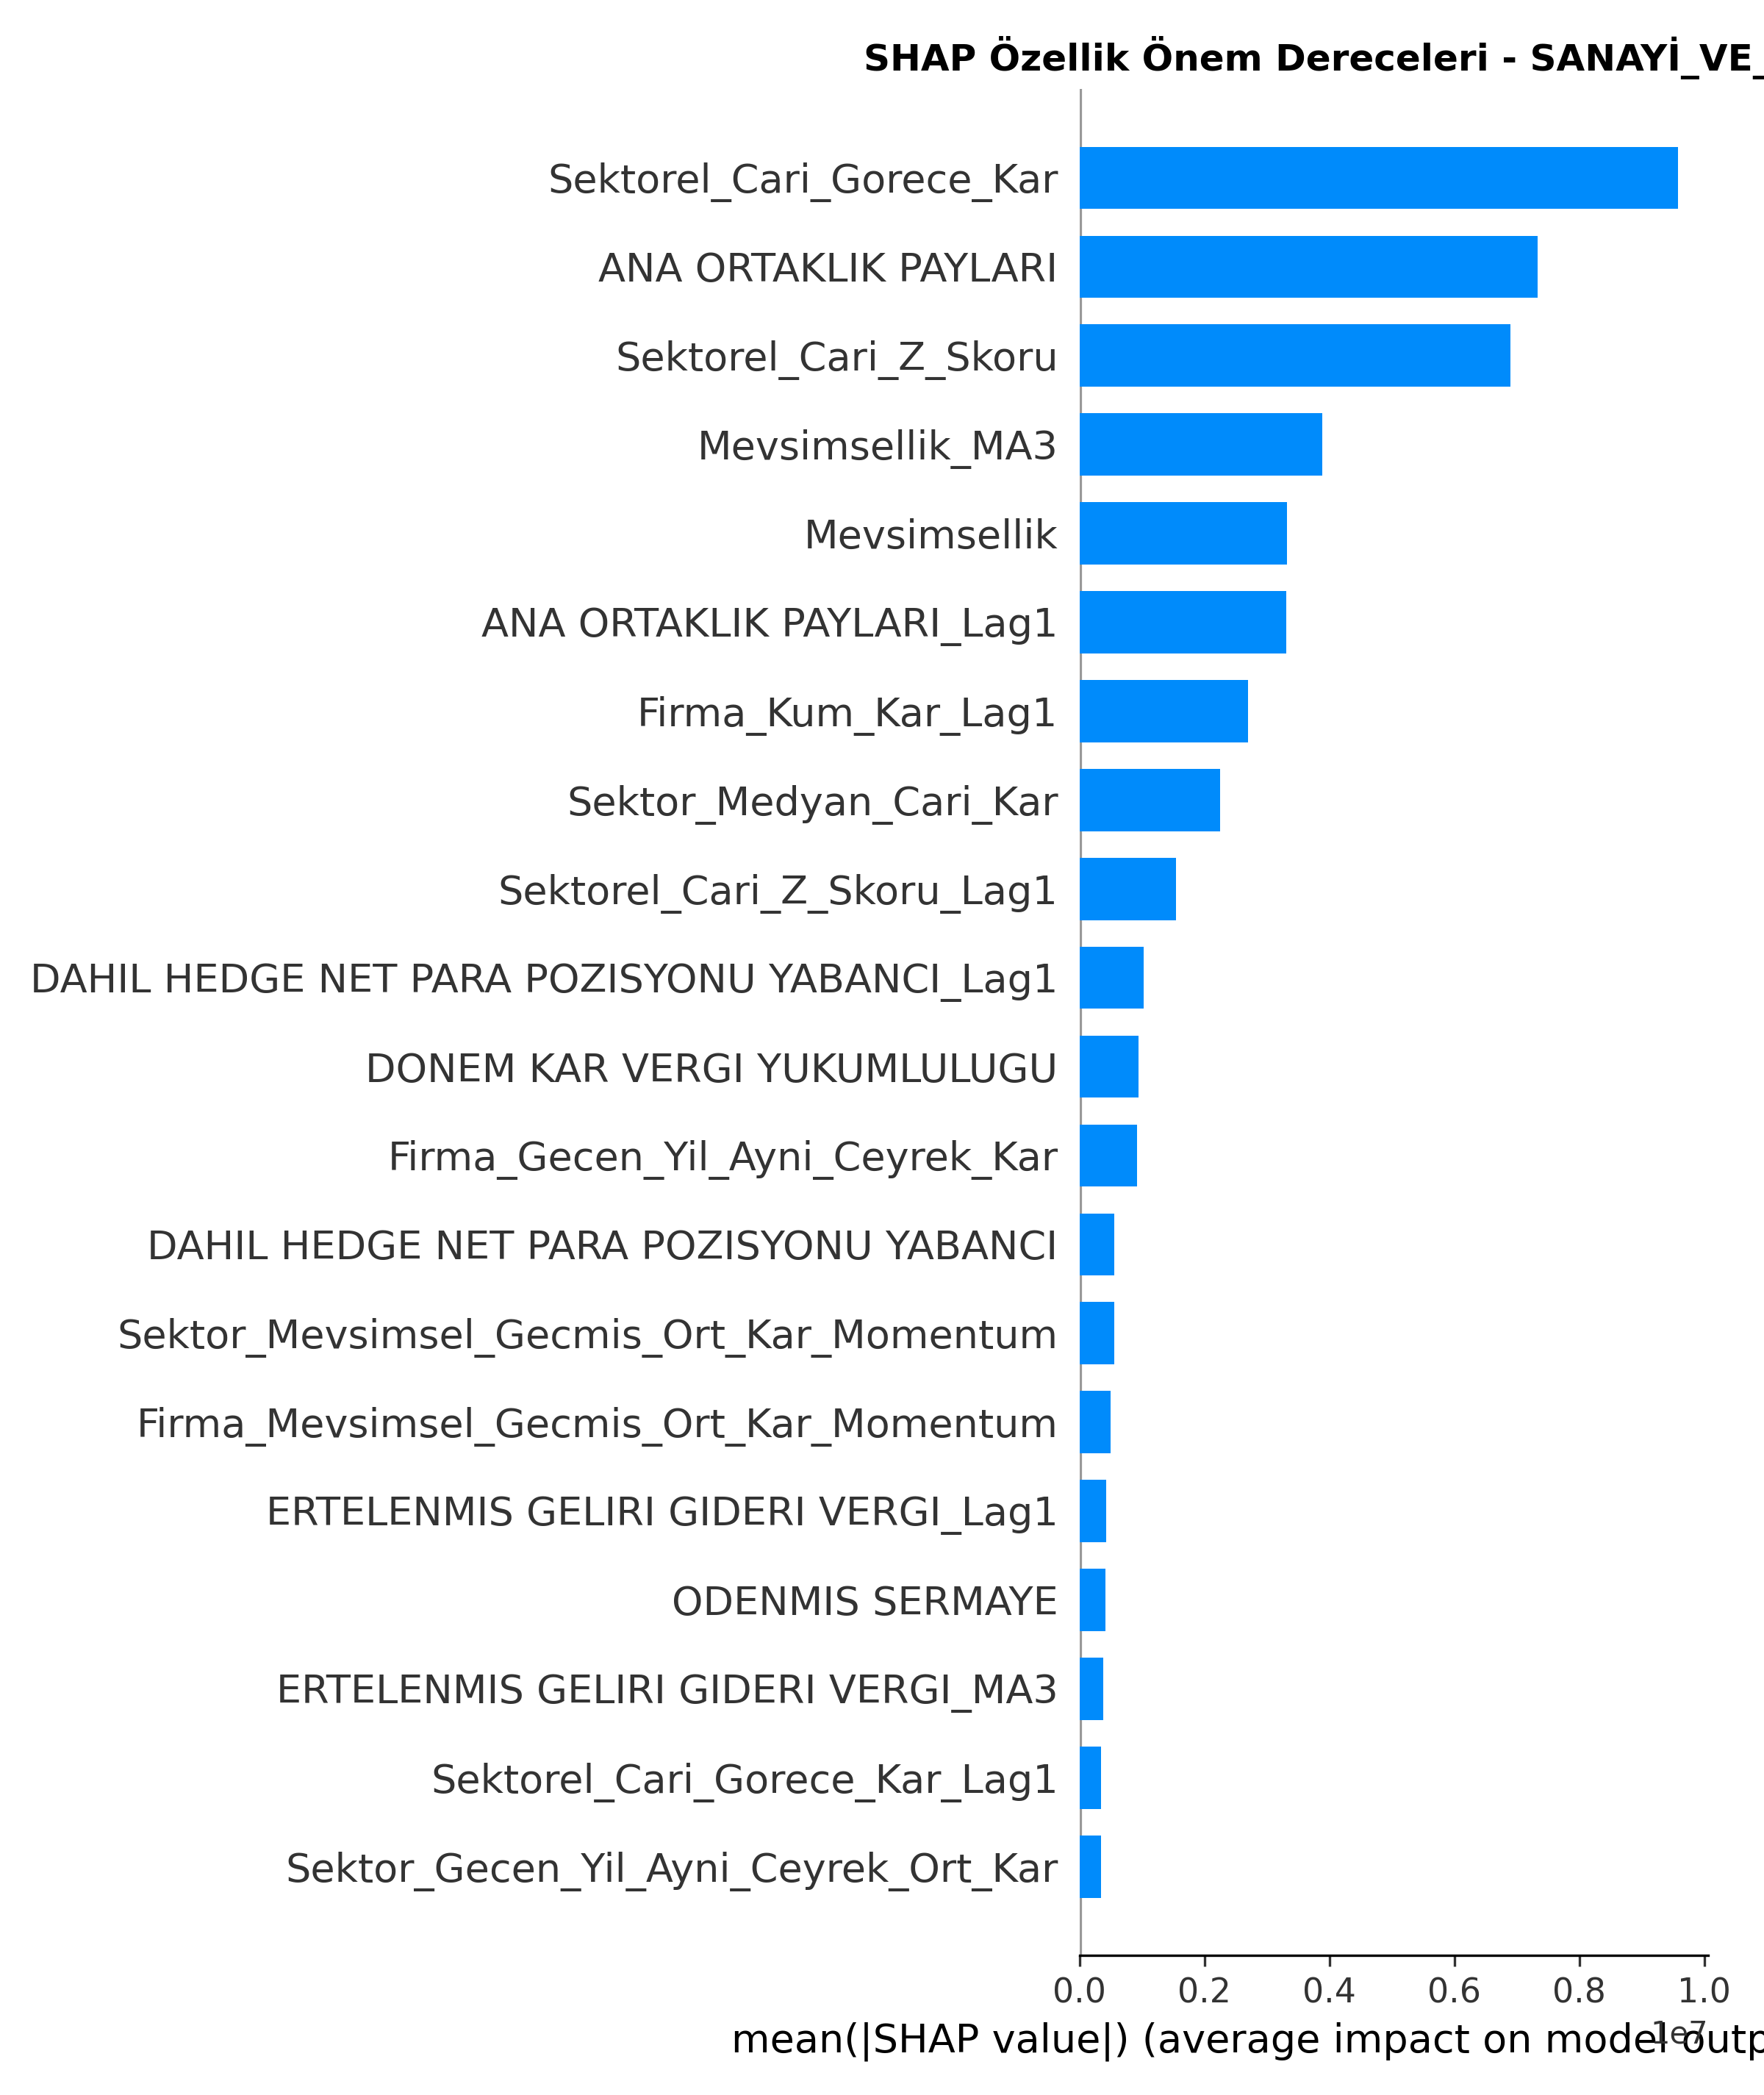 SHAP Özellik Önem Dereceleri - SANAYİ_VE_
Sektorel_Cari_Gorece_Kar
ANA ORTAKLIK PAYLARI
Sektorel_Cari_Z_Skoru
Mevsimsellik_MA3
Mevsimsellik
ANA ORTAKLIK PAYLARI_Lag1
Firma_Kum_Kar_Lag1
Sektor_Medyan_Cari_Kar
Sektorel_Cari_Z_Skoru_Lag1
DAHIL HEDGE NET PARA POZISYONU YABANCI_Lag1
DONEM KAR VERGI YUKUMLULUGU
Firma_Gecen_Yil_Ayni_Ceyrek_Kar
DAHIL HEDGE NET PARA POZISYONU YABANCI
Sektor_Mevsimsel_Gecmis_Ort_Kar_Momentum
Firma_Mevsimsel_Gecmis_Ort_Kar_Momentum
ERTELENMIS GELIRI GIDERI VERGI_Lag1
ODENMIS SERMAYE
ERTELENMIS GELIRI GIDERI VERGI_MA3
Sektorel_Cari_Gorece_Kar_Lag1
Sektor_Gecen_Yil_Ayni_Ceyrek_Ort_Kar
0.0 0.2 0.4 0.6 0.8 1.0
1e7
mean(|SHAP value|) (average impact on model outp